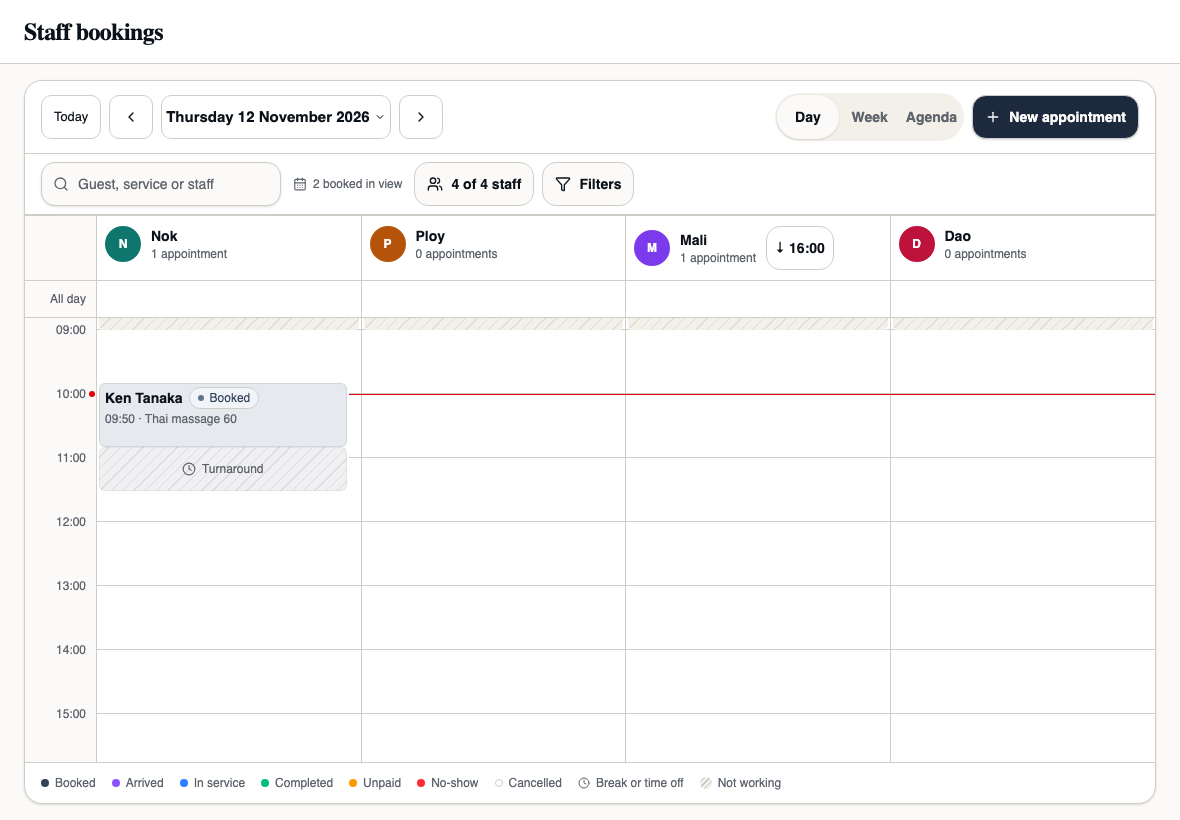 Staff bookings
Today
Thursday 12 November 2026
Day
Week
Agenda
New appointment
Guest, service or staff
2 booked in view
4 of 4 staff
Filters
N
Nok
1 appointment
P
Ploy
0 appointments
M
Mali
1 appointment
↓ 16:00
D
Dao
0 appointments
All day
09:00
10:00
Ken Tanaka
Booked
09:50 · Thai massage 60
11:00
Turnaround
12:00
13:00
14:00
15:00
Booked
Arrived
In service
Completed
Unpaid
No-show
Cancelled
Break or time off
Not working